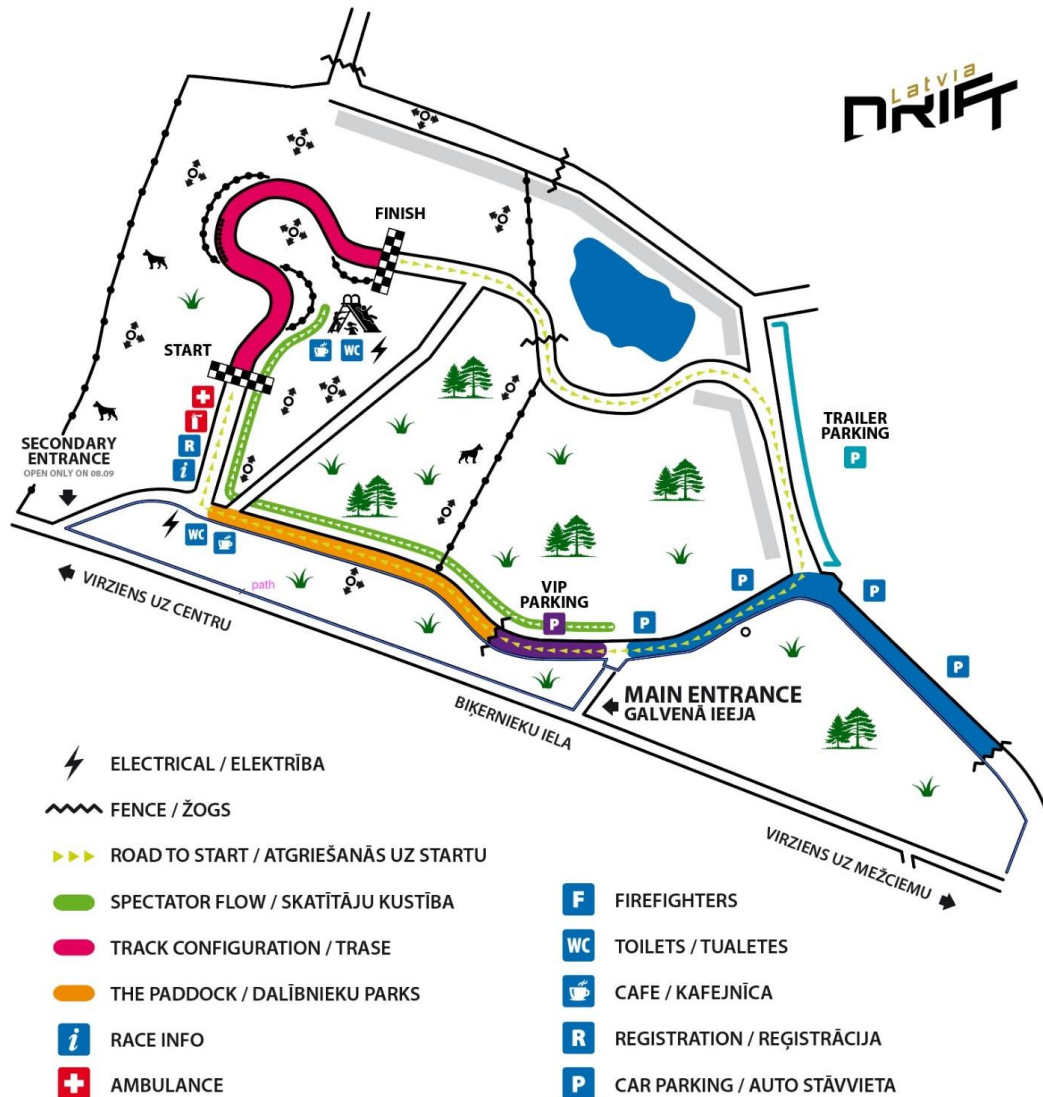 Latvia
DRIFT
FINISH
START
WC
TRAILER
PARKING
P
SECONDARY
ENTRANCE
OPEN ONLY ON 08.09
R
i
WC
path
VIRZIENS UZ CENTRU
VIP
PARKING
P
P
P
P
P
MAIN ENTRANCE
GALVENĀ IEEJA
BIĶERNIEKU IELA
VIRZIENS UZ MEŽCIEMU
ELECTRICAL / ELEKTRĪBA
FENCE / ŽOGS
ROAD TO START / ATGRIEŠANĀS UZ STARTU
SPECTATOR FLOW / SKATĪTĀJU KUSTĪBA
TRACK CONFIGURATION / TRASE
THE PADDOCK / DALĪBNIEKU PARKS
i RACE INFO
AMBULANCE
F FIREFIGHTERS
WC TOILETS / TUALETES
CAFE / KAFEJNĪCA
R REGISTRATION / REĢISTRĀCIJA
P CAR PARKING / AUTO STĀVVIETA